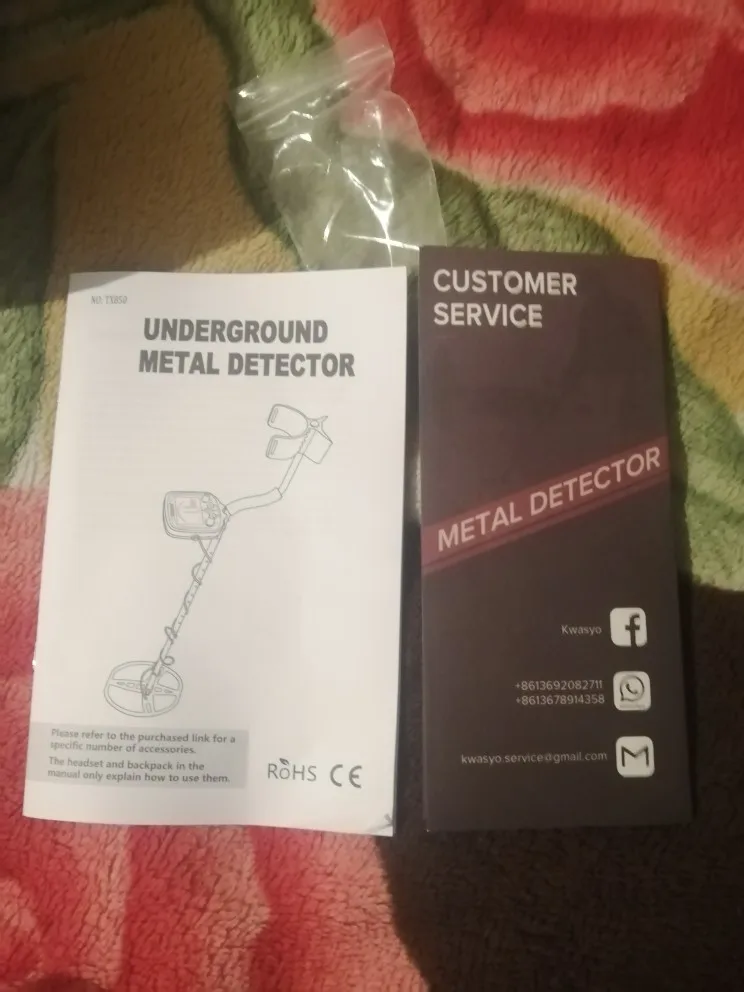 NO. TX850
UNDERGROUND
METAL DETECTOR
Please refer to the purchased link for a
specific number of accessories.
The headset and backpack in the
manual only explain how to use them.
RoHS CE
CUSTOMER
SERVICE
METAL DETECTOR
Kwasyo
+8613692082711
+8613678914358
kwasyo.service@gmail.com